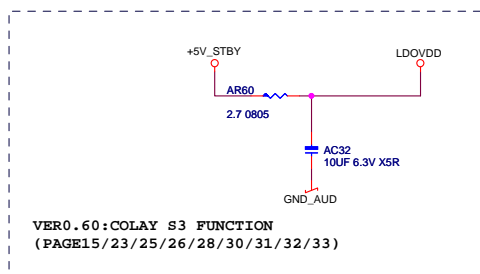 +5V_STBY
LDOVDD
AR60
2.7 0805
AC32
10UF 6.3V X5R
GND_AUD
VER0.60:COLAY S3 FUNCTION
(PAGE15/23/25/26/28/30/31/32/33)